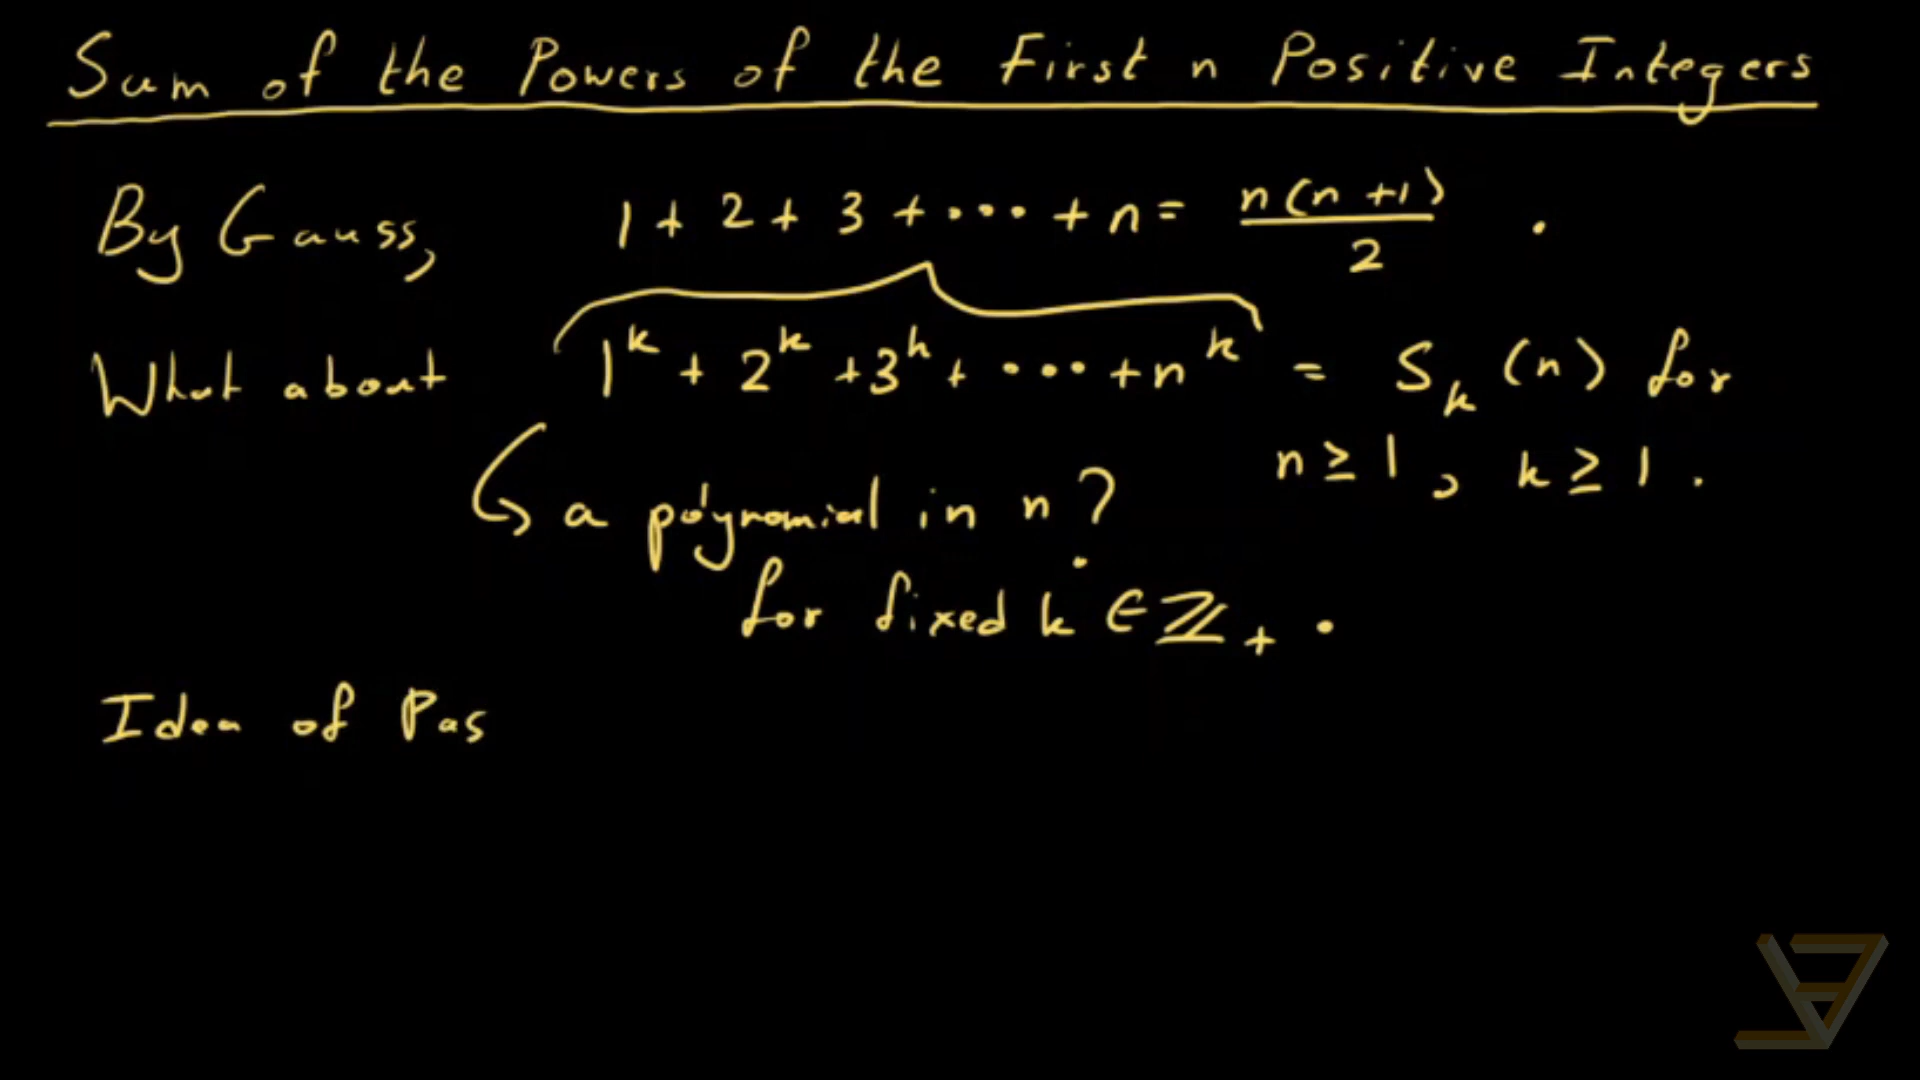 Sum of the Powers of the First n Positive Integers
By Gauss, 1 + 2 + 3 + ··· + n = n(n+1)/2 .
What about 1^k + 2^k + 3^k + ··· + n^k = S_k (n) for
n ≥ 1, k ≥ 1 .
a polynomial in n?
for fixed k ∈ ℤ_+ .
Idea of Pas